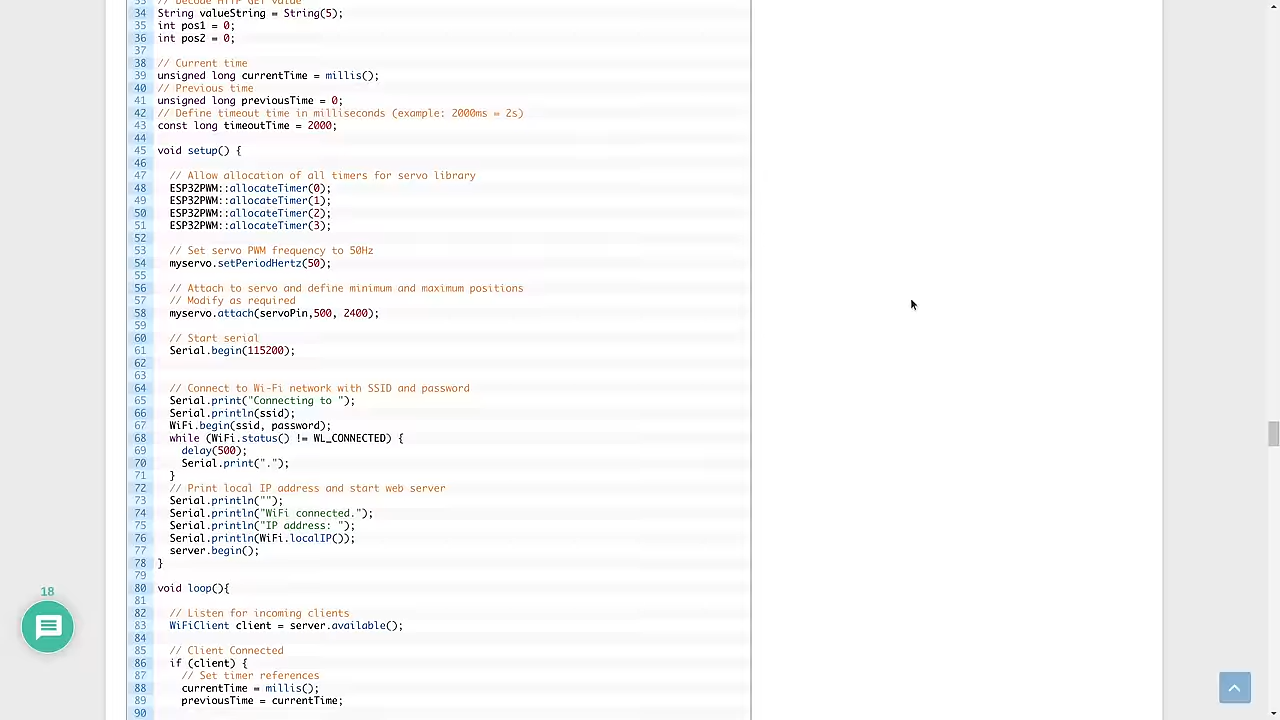 33 // Decode HTTP GET value
34 String valueString = String(5);
35 int pos1 = 0;
36 int pos2 = 0;
37
38 // Current time
39 unsigned long currentTime = millis();
40 // Previous time
41 unsigned long previousTime = 0;
42 // Define timeout time in milliseconds (example: 2000ms = 2s)
43 const long timeoutTime = 2000;
44
45 void setup() {
46
47 // Allow allocation of all timers for servo library
48 ESP32PWM::allocateTimer(0);
49 ESP32PWM::allocateTimer(1);
50 ESP32PWM::allocateTimer(2);
51 ESP32PWM::allocateTimer(3);
52
53 // Set servo PWM frequency to 50Hz
54 myservo.setPeriodHertz(50);
55
56 // Attach to servo and define minimum and maximum positions
57 // Modify as required
58 myservo.attach(servoPin,500, 2400);
59
60 // Start serial
61 Serial.begin(115200);
62
63
64 // Connect to Wi-Fi network with SSID and password
65 Serial.print("Connecting to ");
66 Serial.println(ssid);
67 WiFi.begin(ssid, password);
68 while (WiFi.status() != WL_CONNECTED) {
69 delay(500);
70 Serial.print(".");
71 }
72 // Print local IP address and start web server
73 Serial.println("");
74 Serial.println("WiFi connected.");
75 Serial.println("IP address: ");
76 Serial.println(WiFi.localIP());
77 server.begin();
78 }
79
80 void loop(){
81
82 // Listen for incoming clients
83 WiFiClient client = server.available();
84
85 // Client Connected
86 if (client) {
87 // Set timer references
88 currentTime = millis();
89 previousTime = currentTime;
90
18